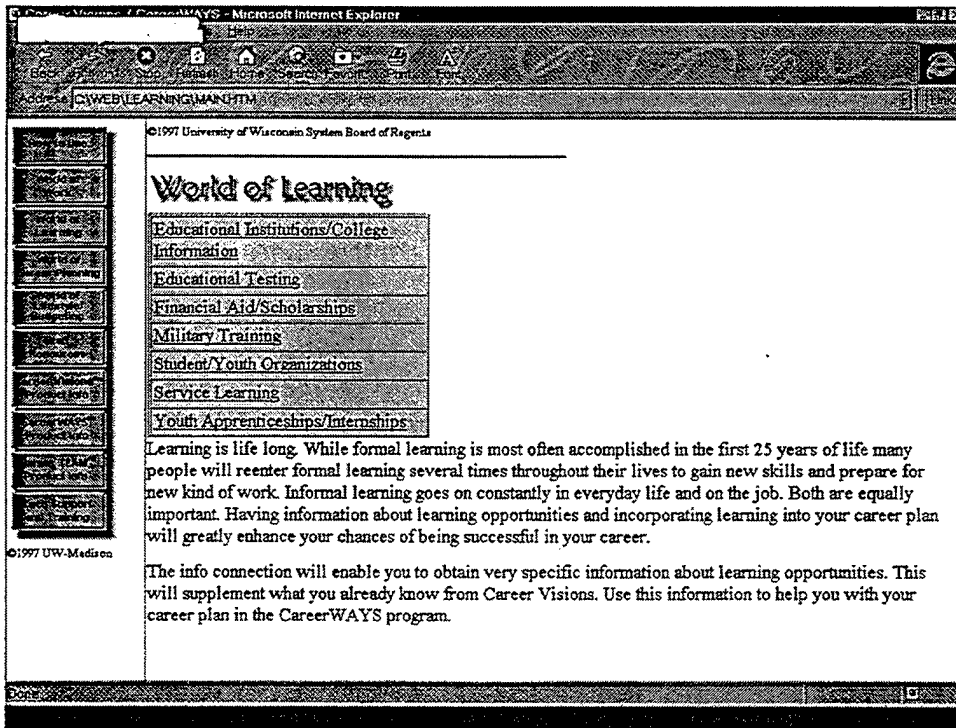 Career Visions / CareerWAYS - Microsoft Internet Explorer
Help
Back Forward Stop Refresh Home Search Favorites Print Font
Address C:\WEB\LEARNING\MAIN.HTM Links
©1997 University of Wisconsin System Board of Regents
World of Learning
Educational Institutions/College
Information
Educational Testing
Financial Aid/Scholarships
Military Training
Student/Youth Organizations
Service Learning
Youth Apprenticeships/Internships
World of
Learning
Learning is life long. While formal learning is most often accomplished in the first 25 years of life many
people will reenter formal learning several times throughout their lives to gain new skills and prepare for
new kind of work. Informal learning goes on constantly in everyday life and on the job. Both are equally
important. Having information about learning opportunities and incorporating learning into your career plan
will greatly enhance your chances of being successful in your career.
©1997 UW-Madison
The info connection will enable you to obtain very specific information about learning opportunities. This
will supplement what you already know from Career Visions. Use this information to help you with your
career plan in the CareerWAYS program.
Done